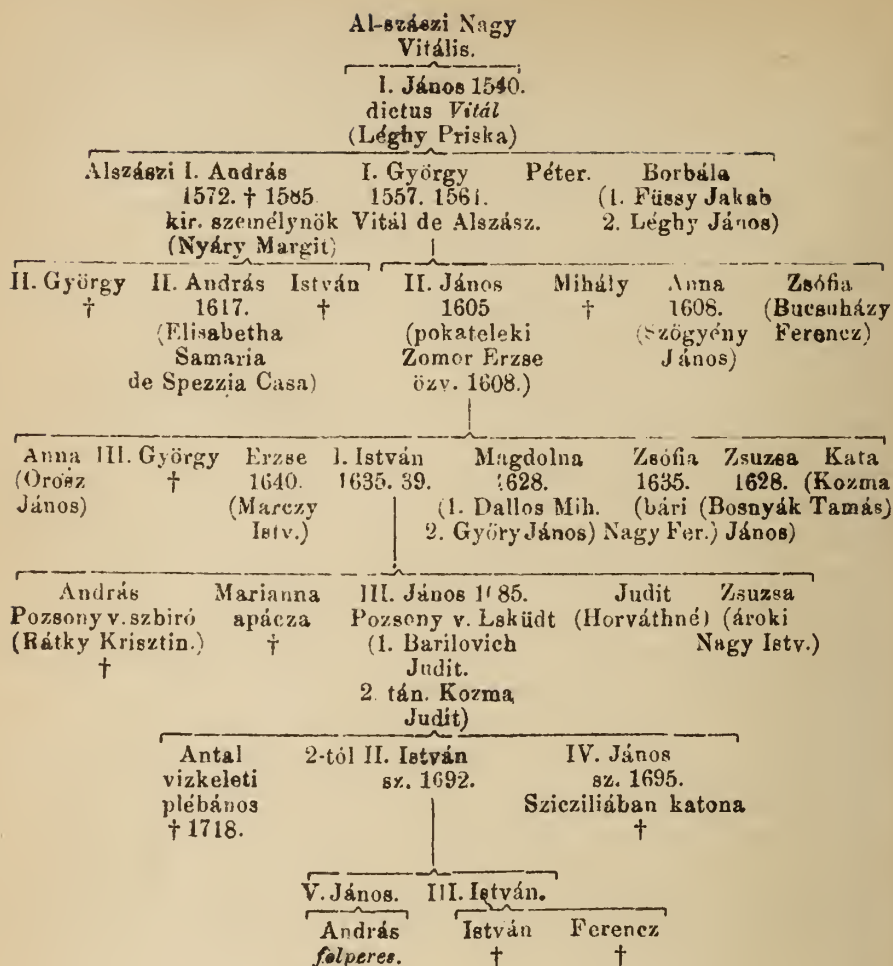 Al-szászi Nagy
Vitális.
I. János 1540.
dictus Vitál
(Léghy Priska)
Alszászi I. András I. György Péter. Borbála
1572. † 1585. 1557. 1561. (1. Füssy Jakab
kir. személynök Vitál de Alszász. 2. Léghy János)
(Nyáry Margit)
II. György II. András István II. János Mihály Anna Zsófia
† 1617. † 1605 † 1608. (Bucsuházy
(Elisabetha (pokateleki (Szögyény Ferencz)
Samaria Zomor Erzse János)
de Spezzia Casa) özv. 1608.)
Anna III. György Erzse I. István Magdolna Zsófia Zsuzsa Kata
(Orosz † 1640. 1635. 39. 1628. 1635. 1628. (Kozma
János) (Marczy (1. Dallos Mih. (bári (Bosnyák Tamás)
Istv.) 2. Győry János) Nagy Fer.) János)
András Marianna III. János 1685. Judit Zsuzsa
Pozsony v. szbiró apácza Pozsony v. Lsküdt (Horváthné) (ároki
(Rátky Krisztin.) † (1. Barilovich Nagy Istv.)
† Judit.
2. tán. Kozma
Judit)
Antal 2-tól II. István IV. János
vizkeleti sz. 1692. sz. 1695.
plébános Szicziliában katona
† 1718. †
V. János. III. István.
András István Ferencz
felperes. † †